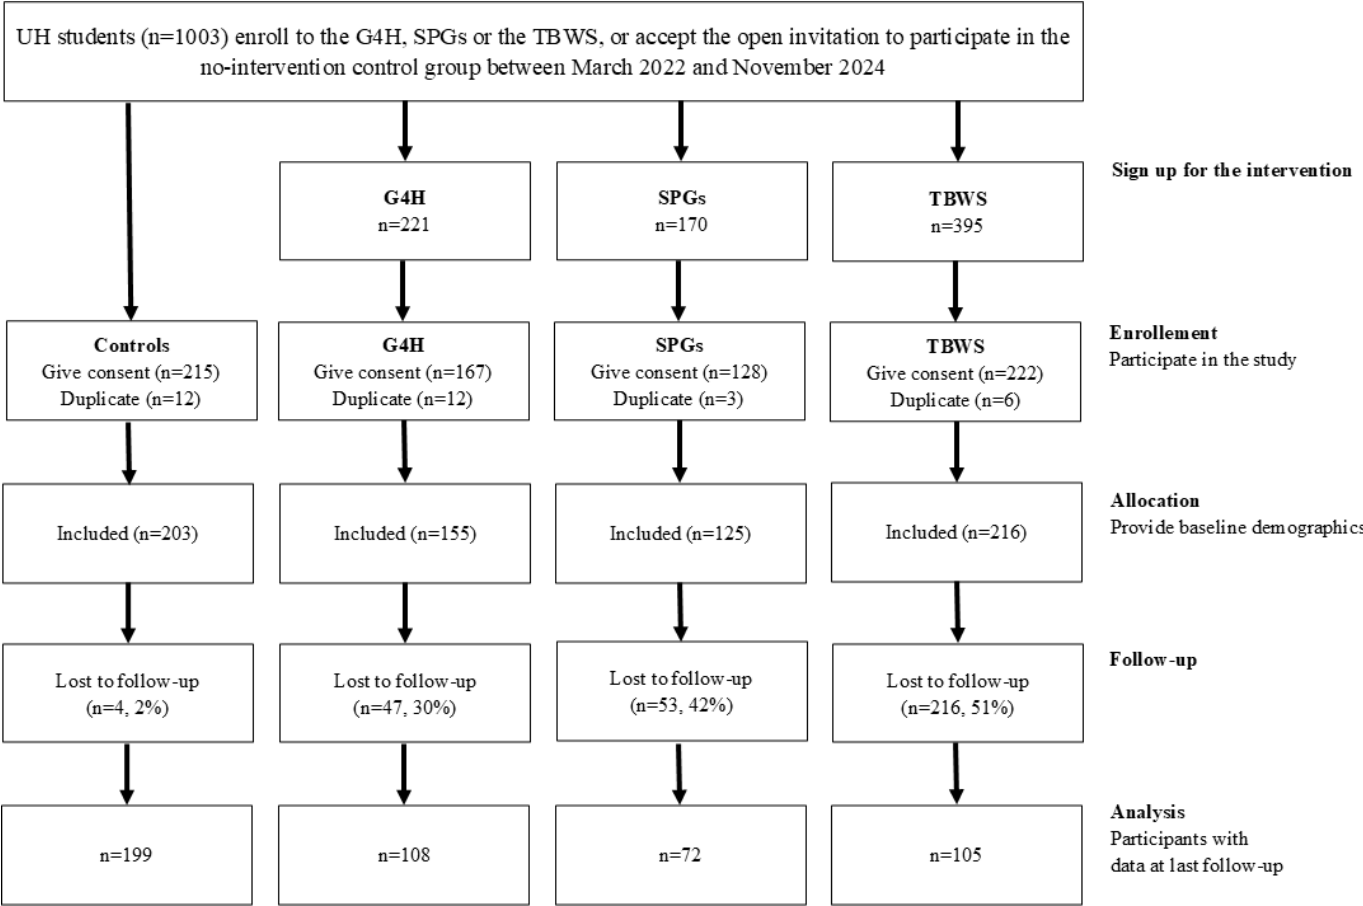 UH students (n=1003) enroll to the G4H, SPGs or the TBWS, or accept the open invitation to participate in the
no-intervention control group between March 2022 and November 2024
Sign up for the intervention
G4H
n=221
SPGs
n=170
TBWS
n=395
Enrollement
Participate in the study
Controls
Give consent (n=215)
Duplicate (n=12)
G4H
Give consent (n=167)
Duplicate (n=12)
SPGs
Give consent (n=128)
Duplicate (n=3)
TBWS
Give consent (n=222)
Duplicate (n=6)
Allocation
Provide baseline demographics
Included (n=203)
Included (n=155)
Included (n=125)
Included (n=216)
Follow-up
Lost to follow-up
(n=4, 2%)
Lost to follow-up
(n=47, 30%)
Lost to follow-up
(n=53, 42%)
Lost to follow-up
(n=216, 51%)
Analysis
Participants with
data at last follow-up
n=199
n=108
n=72
n=105